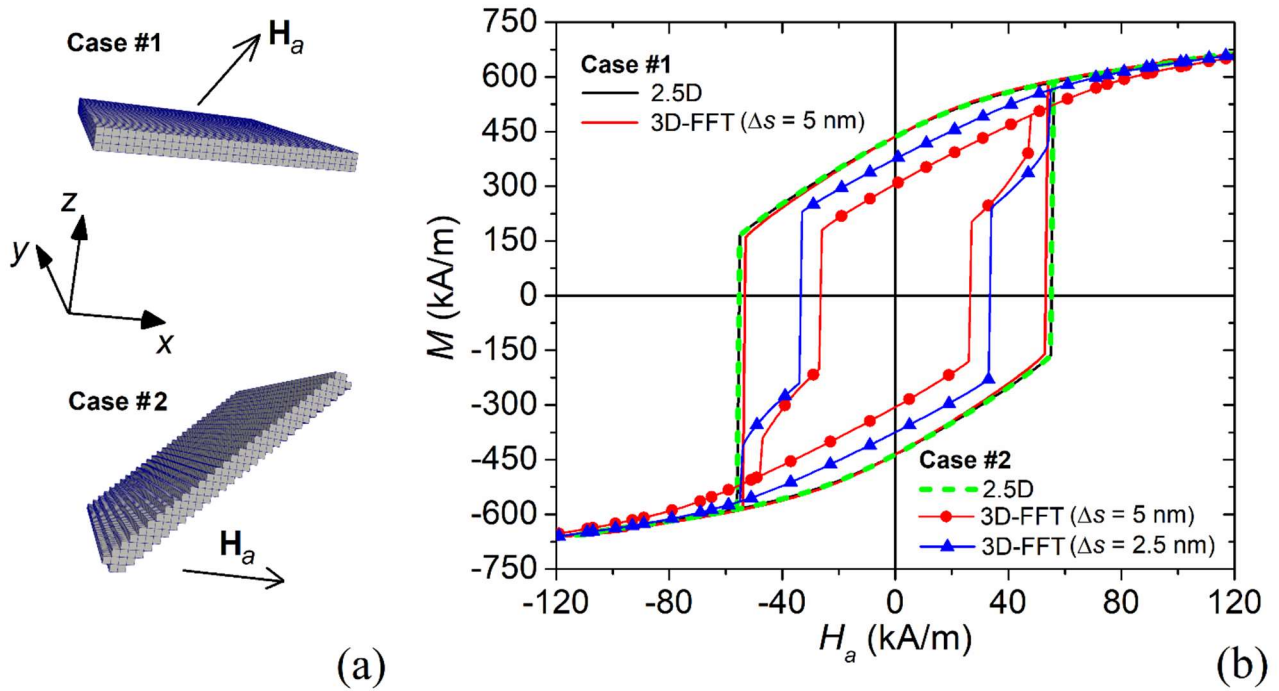 Case #1
H_a
z
y
x
Case #2
H_a
(a)
M (kA/m)
750
600
450
300
150
0
-150
-300
-450
-600
-750
Case #1
2.5D
3D-FFT (Δs = 5 nm)
Case #2
2.5D
3D-FFT (Δs = 5 nm)
3D-FFT (Δs = 2.5 nm)
-120 -80 -40 0 40 80 120
H_a (kA/m)
(b)